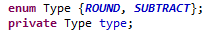 enum Type {ROUND, SUBTRACT};
private Type type;